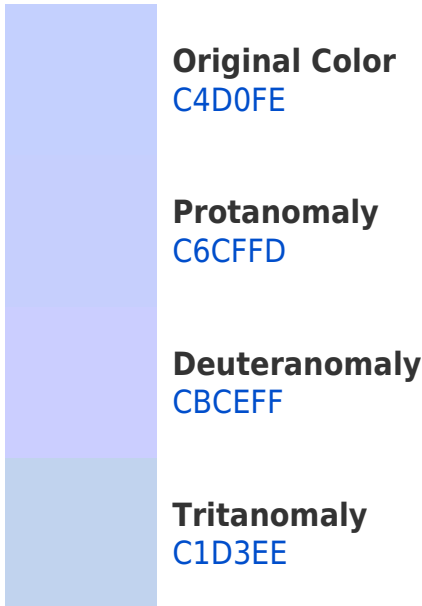 Original Color
C4D0FE
Protanomaly
C6CFFD
Deuteranomaly
CBCEFF
Tritanomaly
C1D3EE